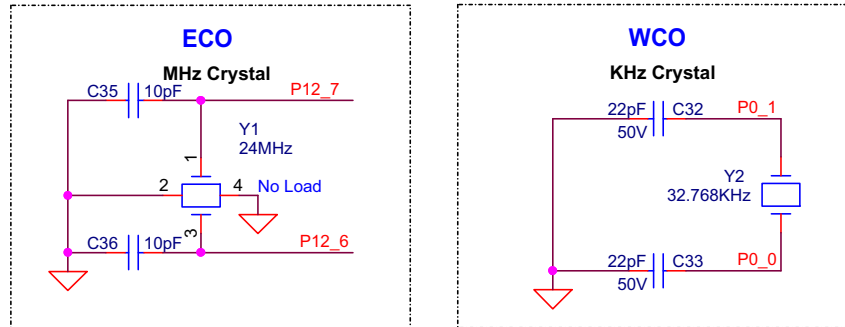 ECO
MHz Crystal
C35 10pF P12_7
Y1
24MHz
1
2 4 No Load
3
C36 10pF P12_6
WCO
KHz Crystal
22pF C32 P0_1
50V
Y2
32.768KHz
22pF C33 P0_0
50V